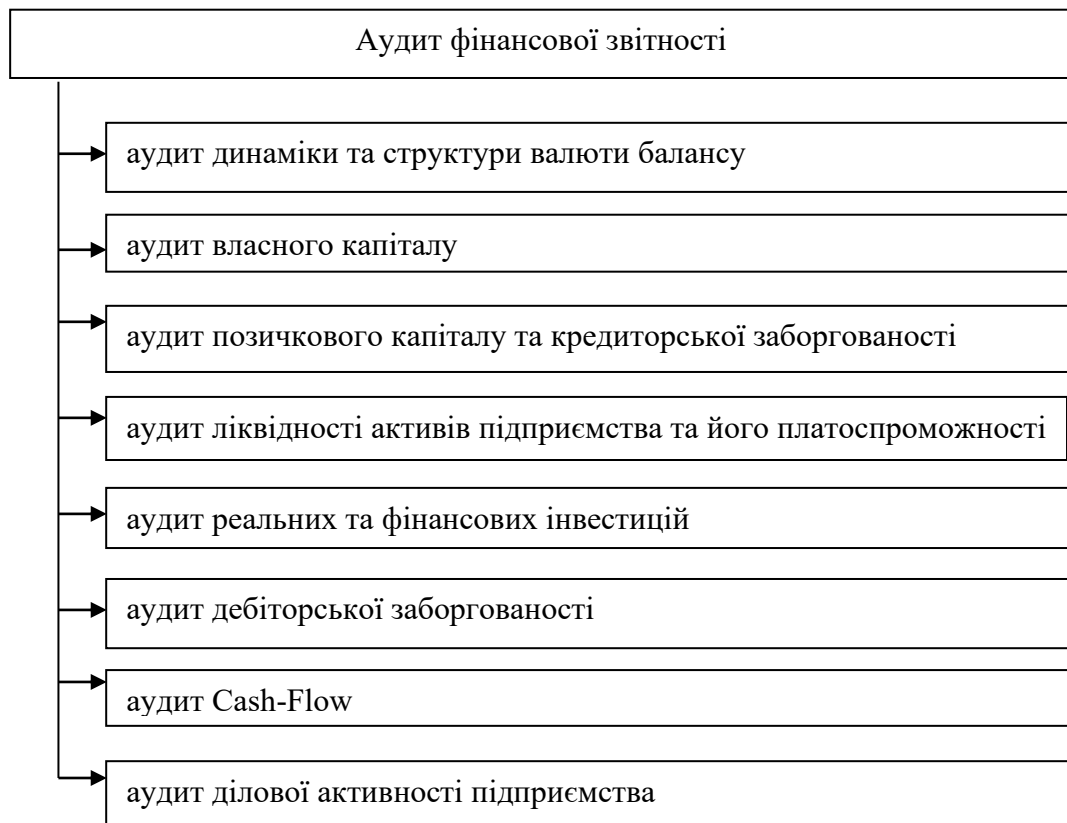 Аудит фінансової звітності
аудит динаміки та структури валюти балансу
аудит власного капіталу
аудит позичкового капіталу та кредиторської заборгованості
аудит ліквідності активів підприємства та його платоспроможності
аудит реальних та фінансових інвестицій
аудит дебіторської заборгованості
аудит Cash-Flow
аудит ділової активності підприємства